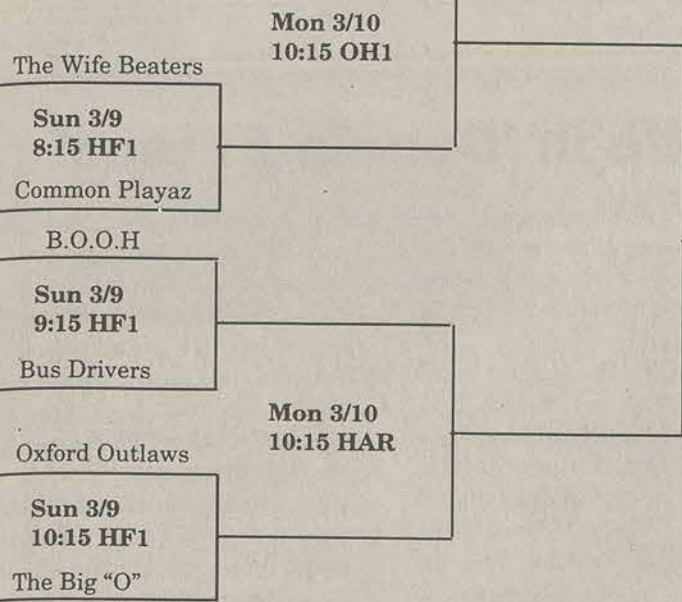 Mon 3/10
10:15 OH1
The Wife Beaters
Sun 3/9
8:15 HF1
Common Playaz
B.O.O.H
Sun 3/9
9:15 HF1
Bus Drivers
Mon 3/10
10:15 HAR
Oxford Outlaws
Sun 3/9
10:15 HF1
The Big “O”